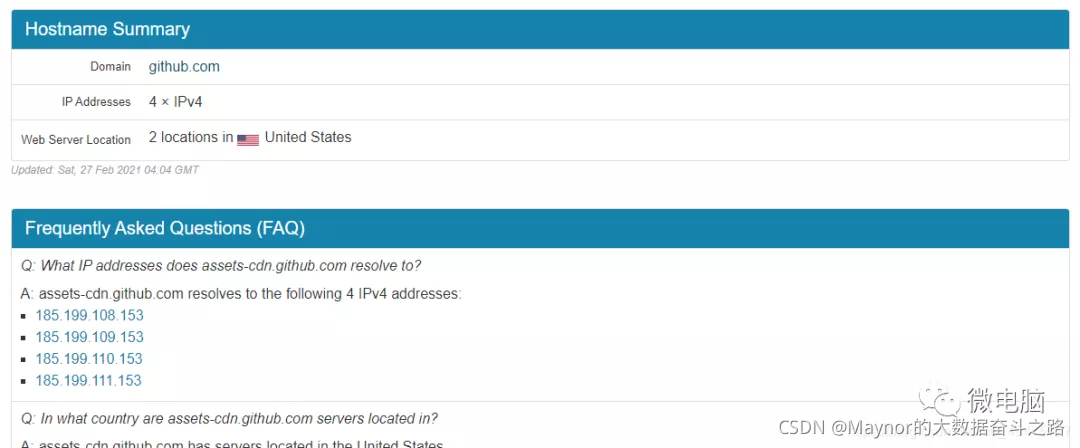 Hostname Summary
Domain github.com
IP Addresses 4 × IPv4
Web Server Location 2 locations in United States
Updated: Sat, 27 Feb 2021 04:04 GMT
Frequently Asked Questions (FAQ)
Q: What IP addresses does assets-cdn.github.com resolve to?
A: assets-cdn.github.com resolves to the following 4 IPv4 addresses:
▪ 185.199.108.153
▪ 185.199.109.153
▪ 185.199.110.153
▪ 185.199.111.153
Q: In what country are assets-cdn.github.com servers located in?
A: assets-cdn.github.com has servers located in the United States
微电脑
CSDN @Maynor的大数据奋斗之路